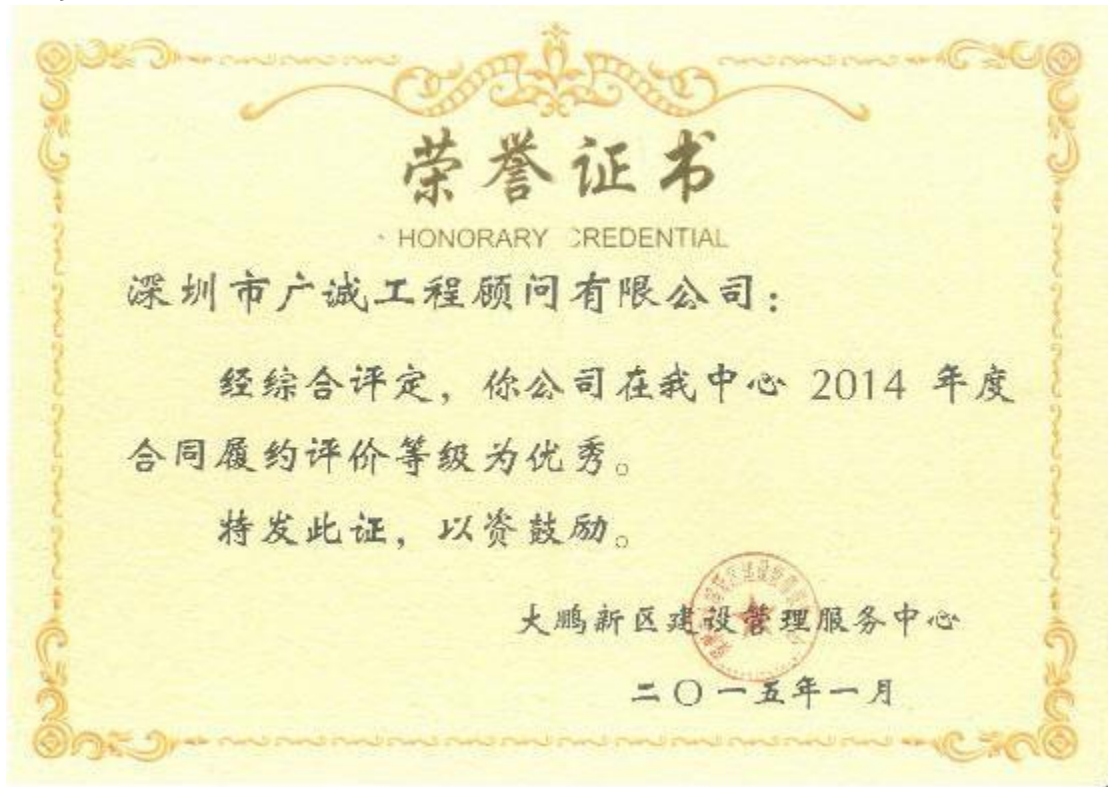 荣誉证书
HONORARY CREDENTIAL
深圳市广诚工程顾问有限公司：
经综合评定，你公司在我中心 2014 年度
合同履约评价等级为优秀。
特发此证，以资鼓励。
大鹏新区建设管理服务中心
二〇一五年一月